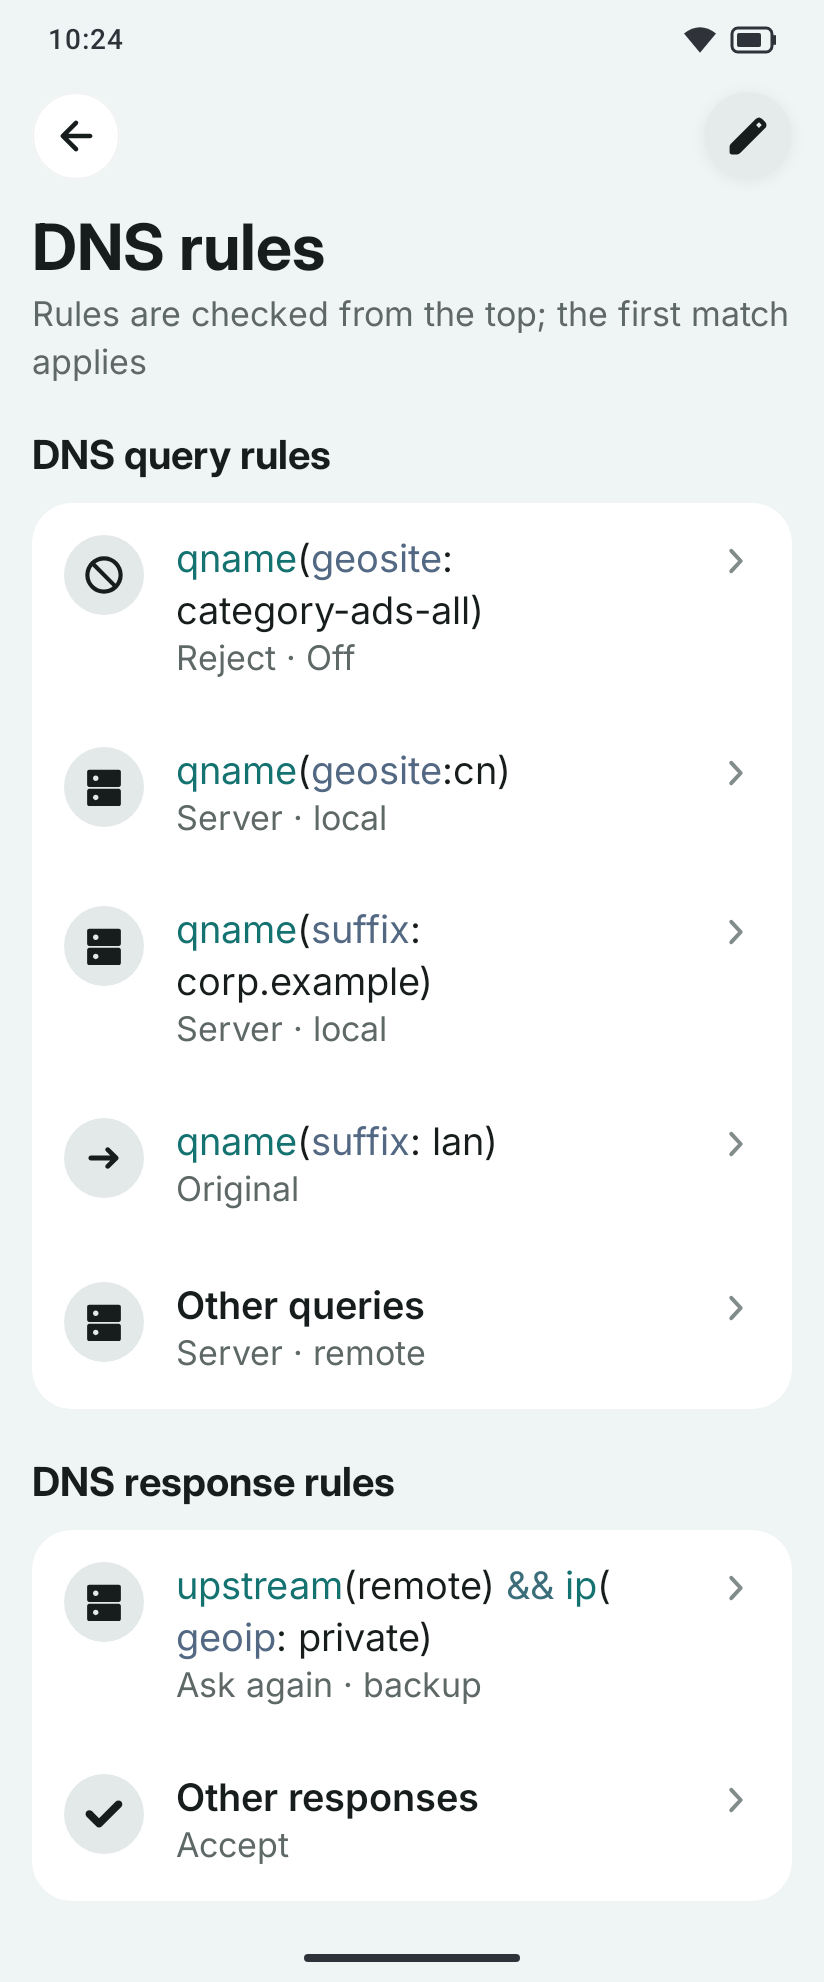 10:24
DNS rules
Rules are checked from the top; the first match
applies
DNS query rules
qname(geosite:
category-ads-all)
Reject · Off
qname(geosite:cn)
Server · local
qname(suffix:
corp.example)
Server · local
qname(suffix: lan)
Original
Other queries
Server · remote
DNS response rules
upstream(remote) && ip(
geoip: private)
Ask again · backup
Other responses
Accept